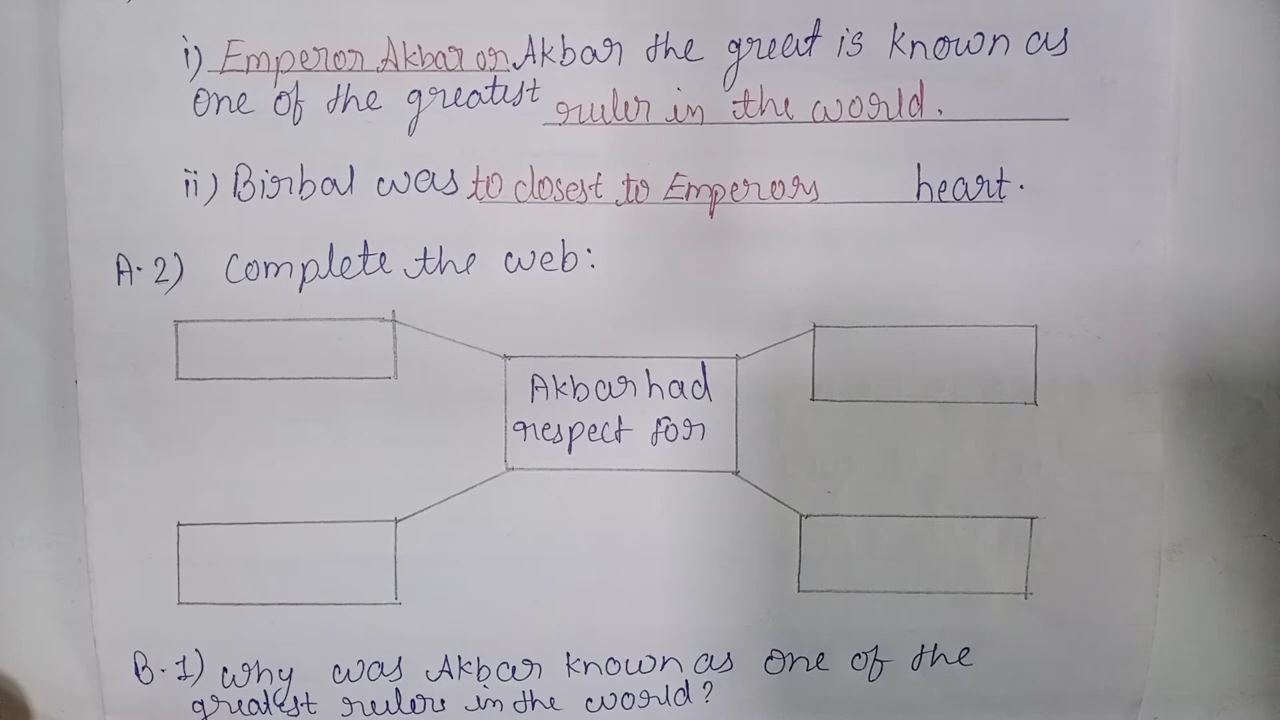 i) Emperor Akbar or Akbar the great is known as
one of the greatest ruler in the world.
ii) Birbal was to closest to Emperors heart.
A·2) Complete the web:
Akbar had
respect for
B·1) Why was Akbar known as one of the
greatest rulers in the world?